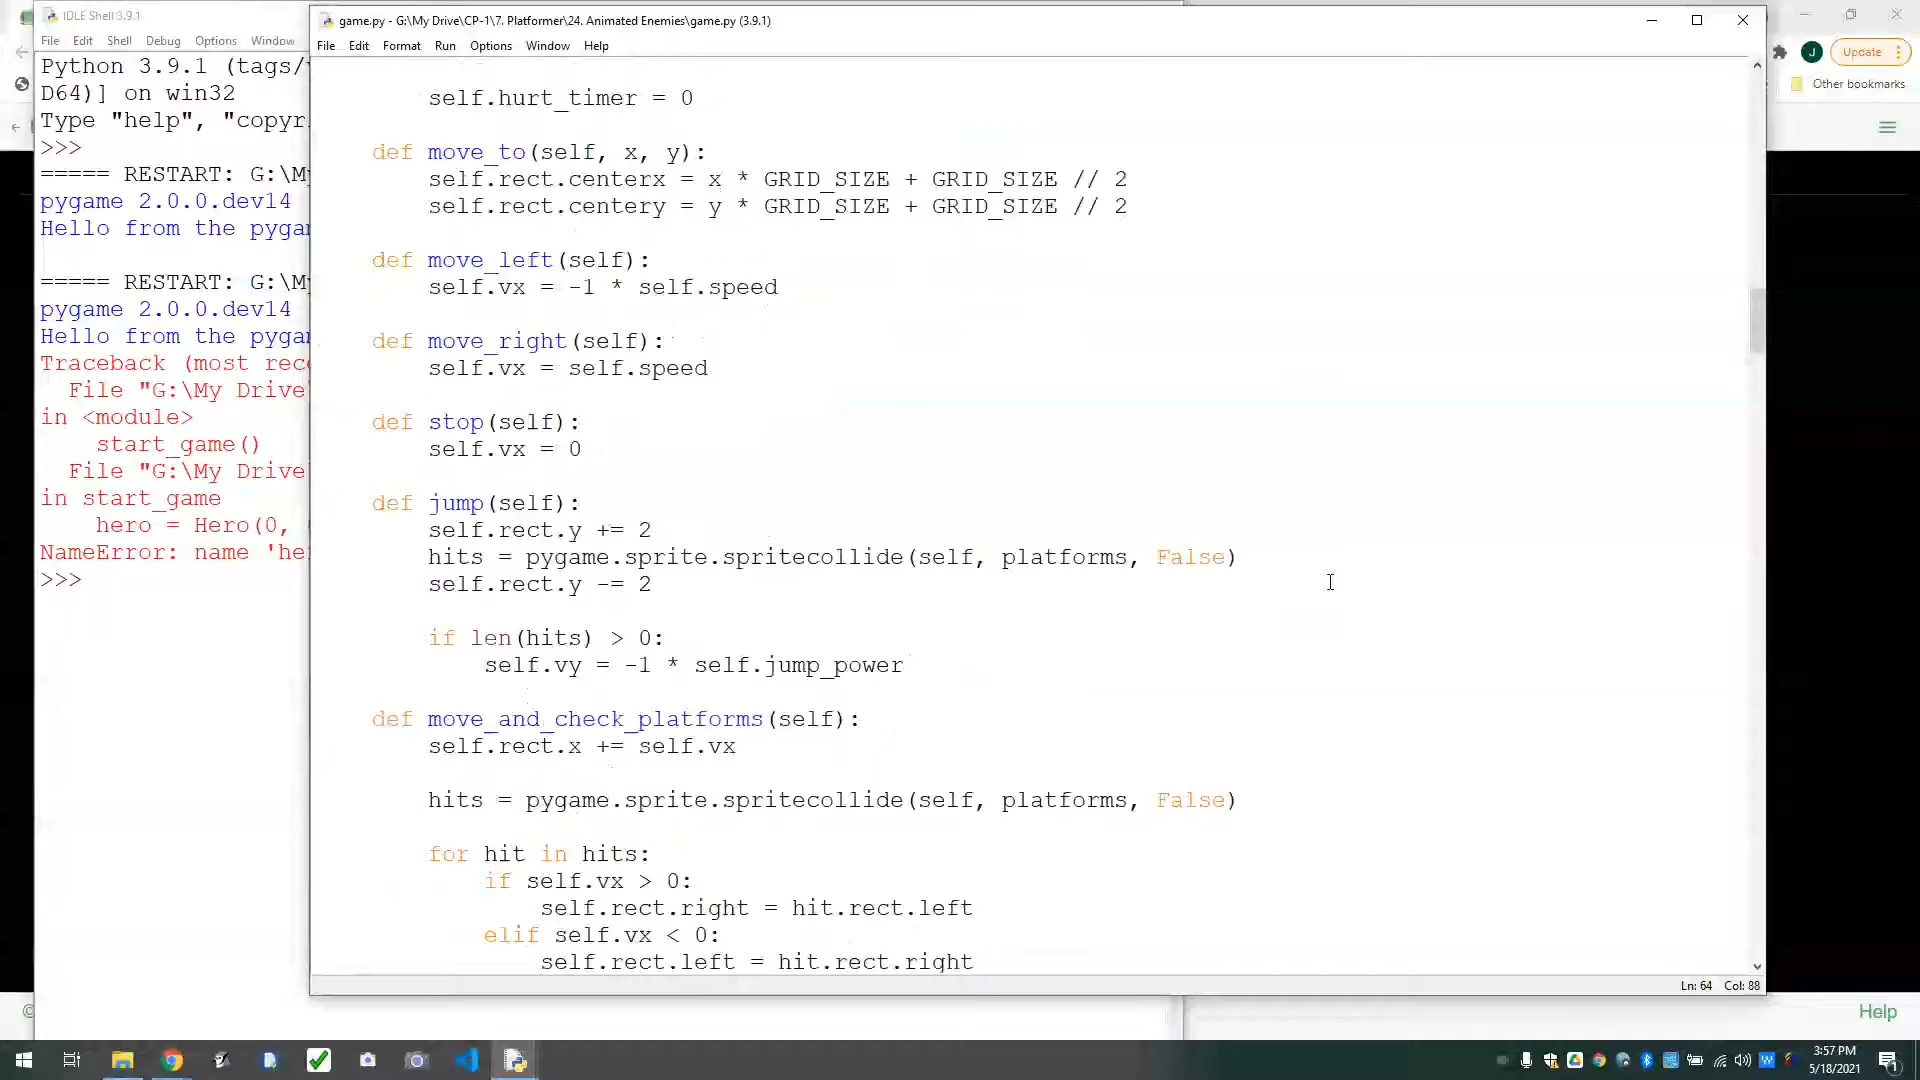 IDLE Shell 3.9.1
File Edit Shell Debug Options Window
Python 3.9.1 (tags/
D64)] on win32
Type "help", "copyr
>>>
===== RESTART: G:\My
pygame 2.0.0.dev14
Hello from the pygam
===== RESTART: G:\My
pygame 2.0.0.dev14
Hello from the pygam
Traceback (most rece
File "G:\My Drive
in <module>
start_game()
File "G:\My Drive
in start_game
hero = Hero(0,
NameError: name 'he
>>>
game.py - G:\My Drive\CP-1\7. Platformer\24. Animated Enemies\game.py (3.9.1)
File Edit Format Run Options Window Help
self.hurt_timer = 0
def move_to(self, x, y):
self.rect.centerx = x * GRID_SIZE + GRID_SIZE // 2
self.rect.centery = y * GRID_SIZE + GRID_SIZE // 2
def move_left(self):
self.vx = -1 * self.speed
def move_right(self):
self.vx = self.speed
def stop(self):
self.vx = 0
def jump(self):
self.rect.y += 2
hits = pygame.sprite.spritecollide(self, platforms, False)
self.rect.y -= 2
if len(hits) > 0:
self.vy = -1 * self.jump_power
def move_and_check_platforms(self):
self.rect.x += self.vx
hits = pygame.sprite.spritecollide(self, platforms, False)
for hit in hits:
if self.vx > 0:
self.rect.right = hit.rect.left
elif self.vx < 0:
self.rect.left = hit.rect.right
Ln: 64 Col: 88
J Update
Other bookmarks
Help
3:57 PM
5/18/2021